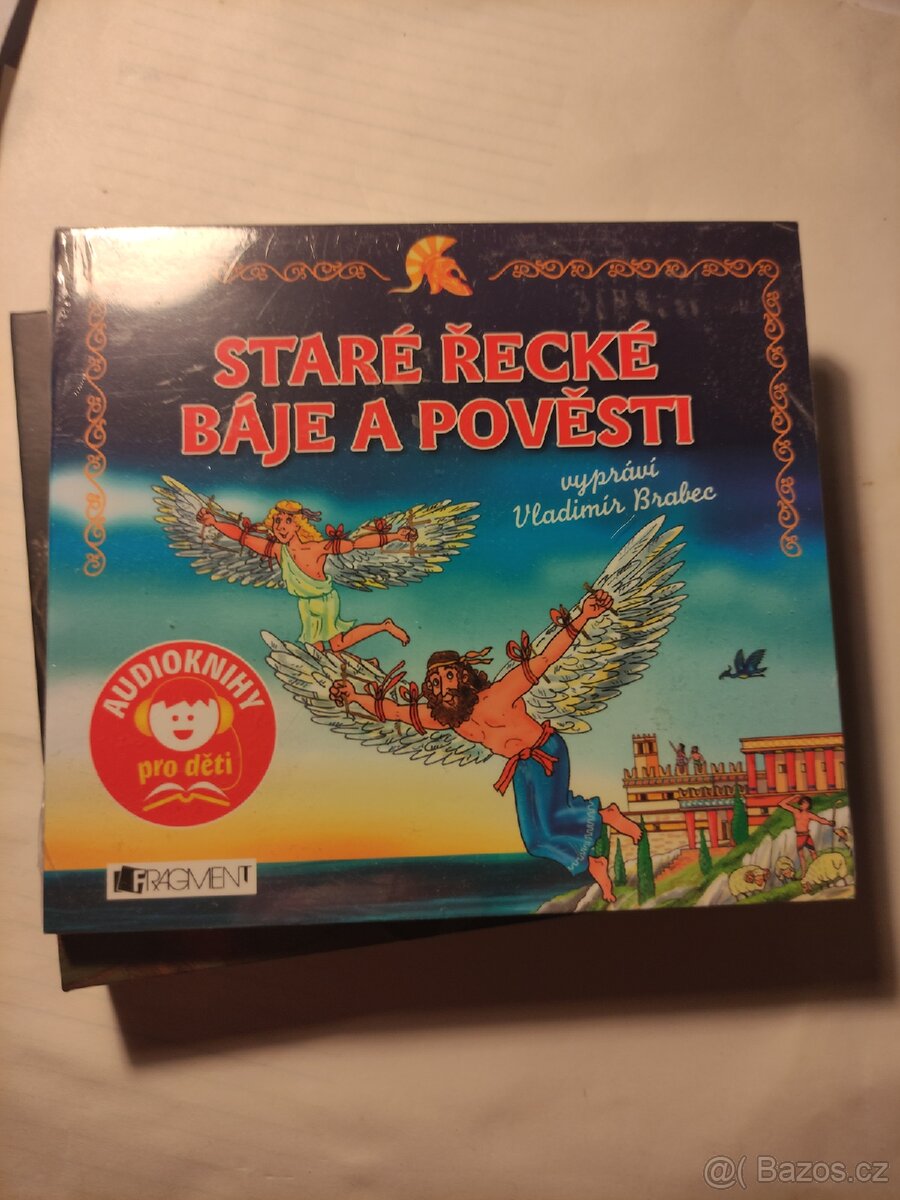 STARÉ ŘECKÉ
BÁJE A POVĚSTI
vypráví
Vladimír Brabec
AUDIOKNIHY
pro děti
FRAGMENT
@( Bazos.cz